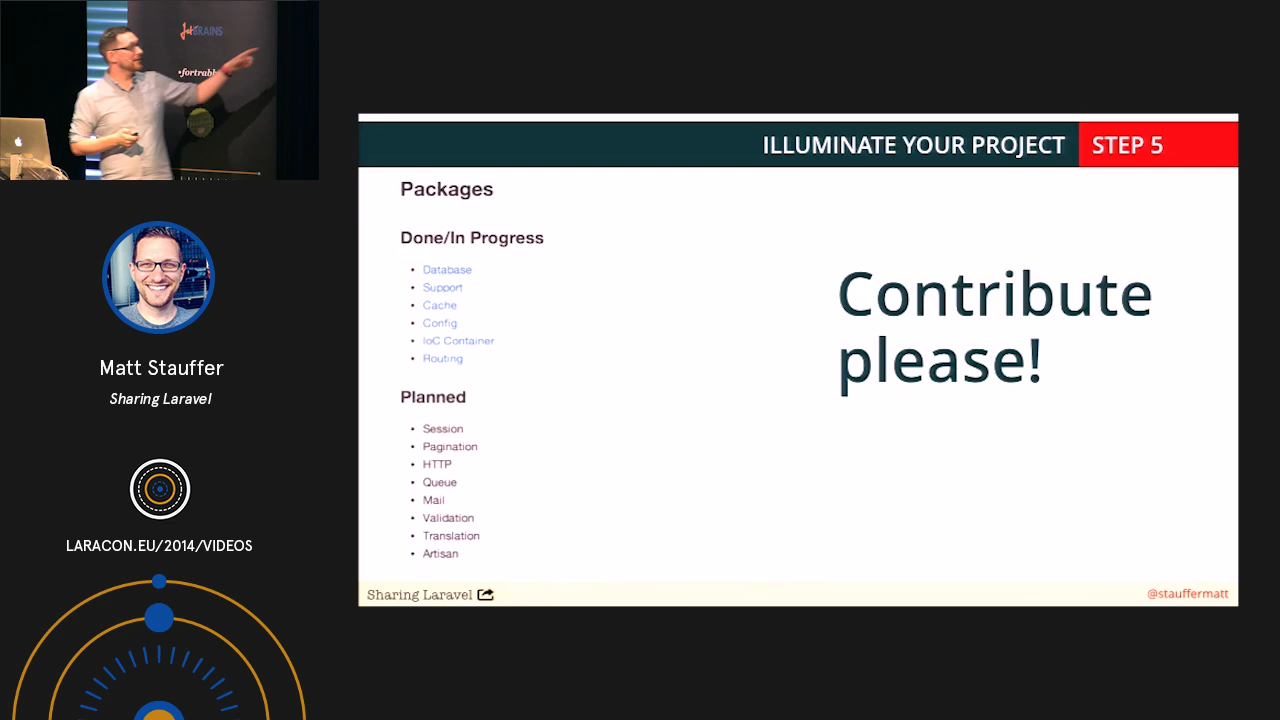 JetBRAINS
fortrabb
Matt Stauffer
Sharing Laravel
LARACON.EU/2014/VIDEOS
ILLUMINATE YOUR PROJECT STEP 5
Packages
Done/In Progress
• Database
• Support
• Cache
• Config
• IoC Container
• Routing
Planned
• Session
• Pagination
• HTTP
• Queue
• Mail
• Validation
• Translation
• Artisan
Contribute
please!
Sharing Laravel
@stauffermatt